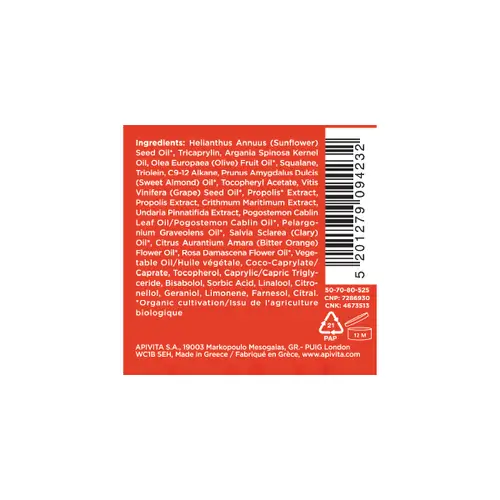 Ingredients: Helianthus Annuus (Sunflower)
Seed Oil*, Tricaprylin, Argania Spinosa Kernel
Oil, Olea Europaea (Olive) Fruit Oil*, Squalane,
Triolein, C9-12 Alkane, Prunus Amygdalus Dulcis
(Sweet Almond) Oil*, Tocopheryl Acetate, Vitis
Vinifera (Grape) Seed Oil*, Propolis* Extract,
Propolis Extract, Crithmum Maritimum Extract,
Undaria Pinnatifida Extract, Pogostemon Cablin
Leaf Oil/Pogostemon Cablin Oil*, Pelargo-
nium Graveolens Oil*, Salvia Sclarea (Clary)
Oil*, Citrus Aurantium Amara (Bitter Orange)
Flower Oil*, Rosa Damascena Flower Oil*, Vege-
table Oil/Huile végétale, Coco-Caprylate/
Caprate, Tocopherol, Caprylic/Capric Trigly-
ceride, Bisabolol, Sorbic Acid, Linalool, Citro-
nellol, Geraniol, Limonene, Farnesol, Citral.
*Organic cultivation/Issu de l'agriculture
biologique
5 201279 094232
30-70-80-525
CNP: 7286930
CNK: 4673513
21
PAP
12 M
APIVITA S.A., 19003 Markopoulo Mesogaias, GR.- PUIG London
WC1B 5EH, Made in Greece / Fabriqué en Grèce, www.apivita.com